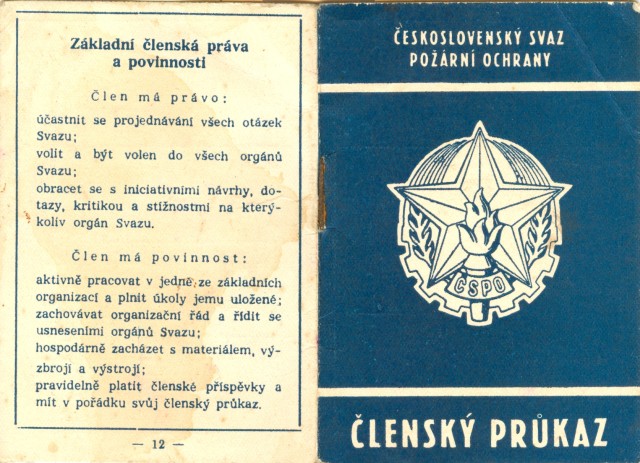 Základní členská práva
a povinnosti
Člen má právo:
účastnit se projednávání všech otázek
Svazu;
volit a být volen do všech orgánů
Svazu;
obracet se s iniciativními návrhy, do-
tazy, kritikou a stížnostmi na který-
koliv orgán Svazu.
Člen má povinnost:
aktivně pracovat v jedné ze základních
organizací a plnit úkoly jemu uložené;
zachovávat organizační řád a řídit se
usneseními orgánů Svazu;
hospodárně zacházet s materiálem, vý-
zbrojí a výstrojí;
pravidelně platit členské příspěvky a
mít v pořádku svůj členský průkaz.
— 12 —
ČESKOSLOVENSKÝ SVAZ
POŽÁRNÍ OCHRANY
ČSPO
ČLENSKÝ PRŮKAZ